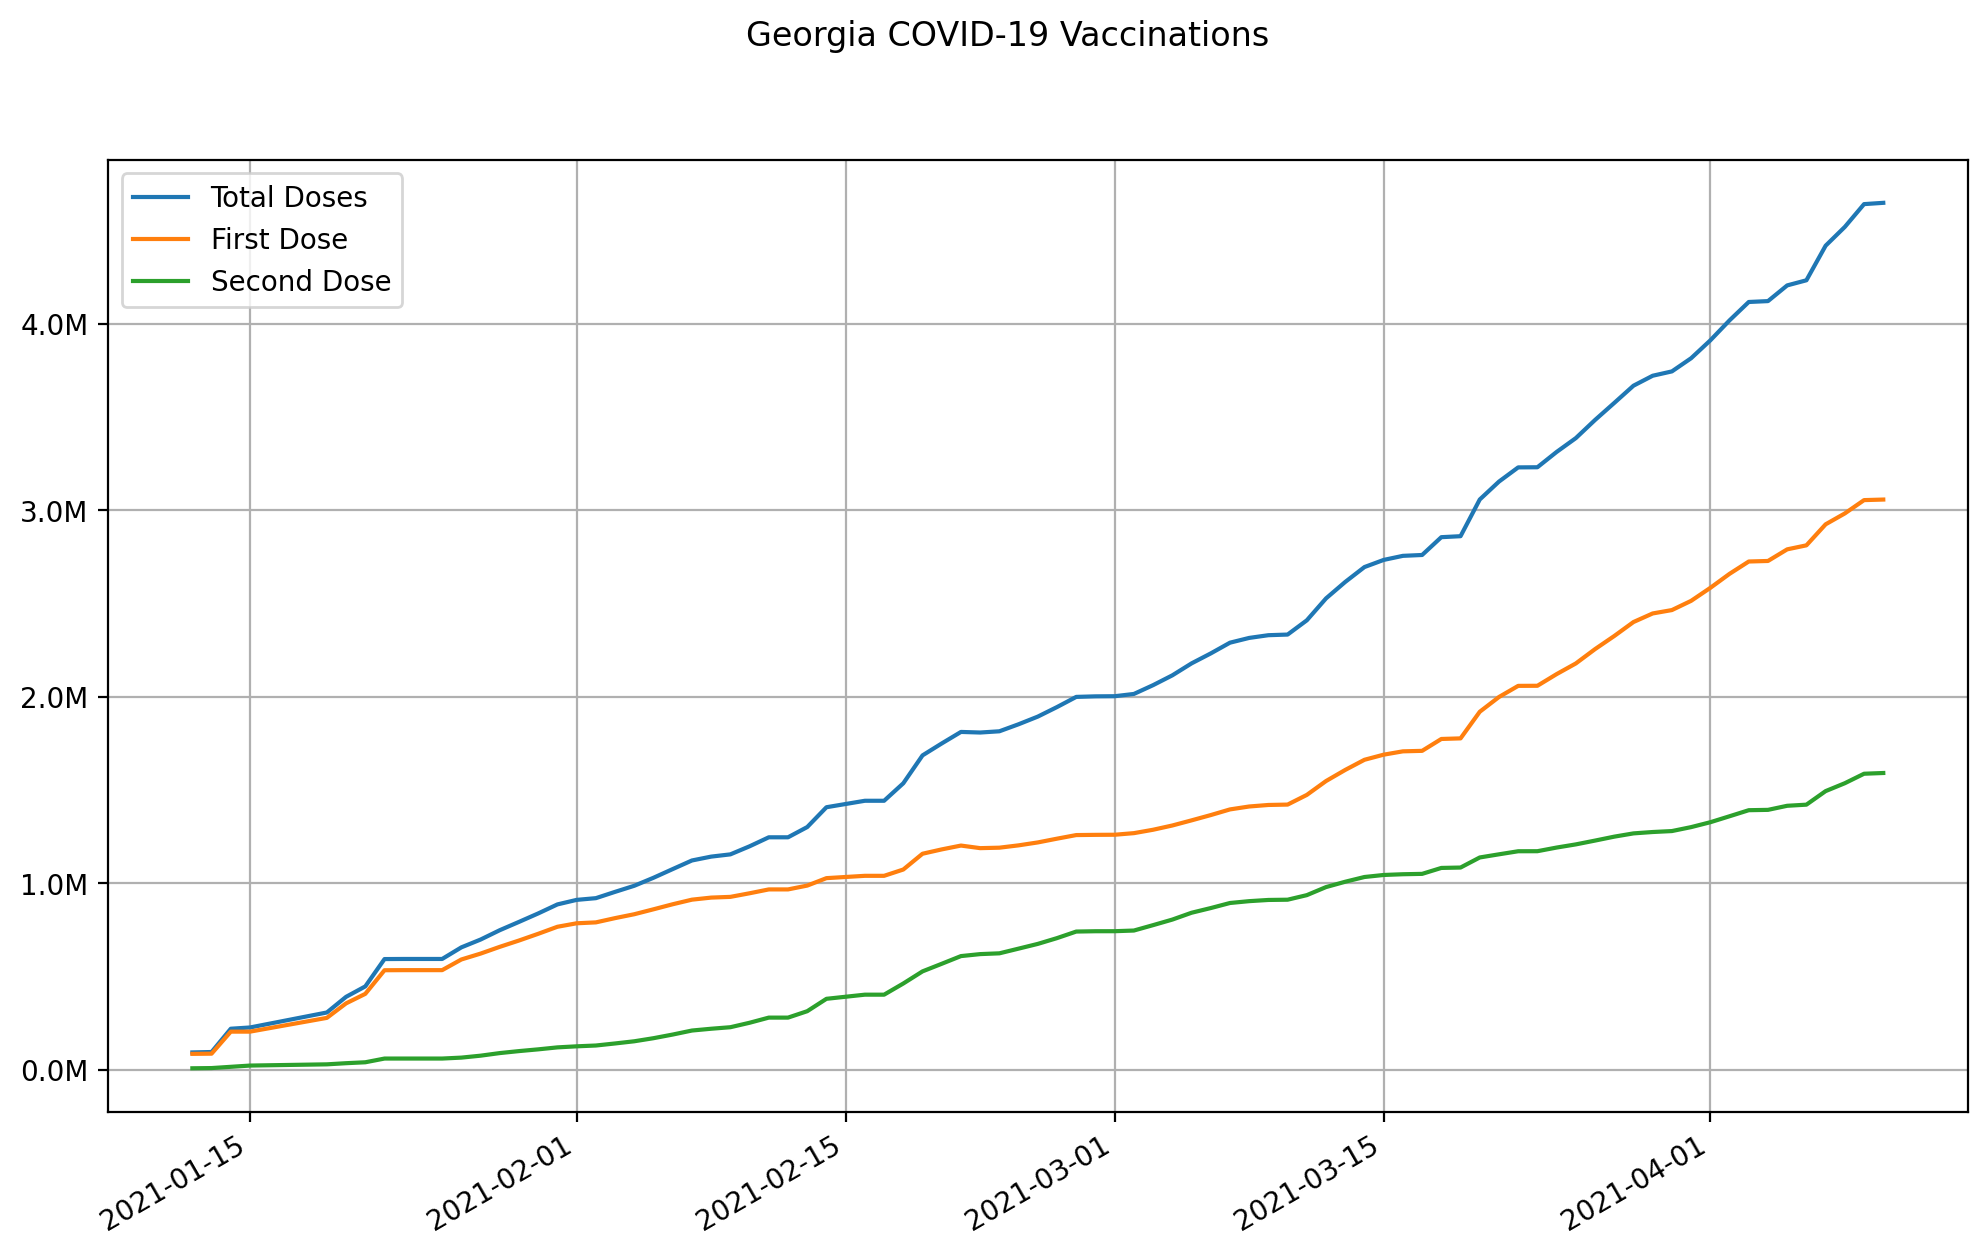 Georgia COVID-19 Vaccinations
Total Doses
First Dose
Second Dose
4.0M
3.0M
2.0M
1.0M
0.0M
2021-01-15
2021-02-01
2021-02-15
2021-03-01
2021-03-15
2021-04-01